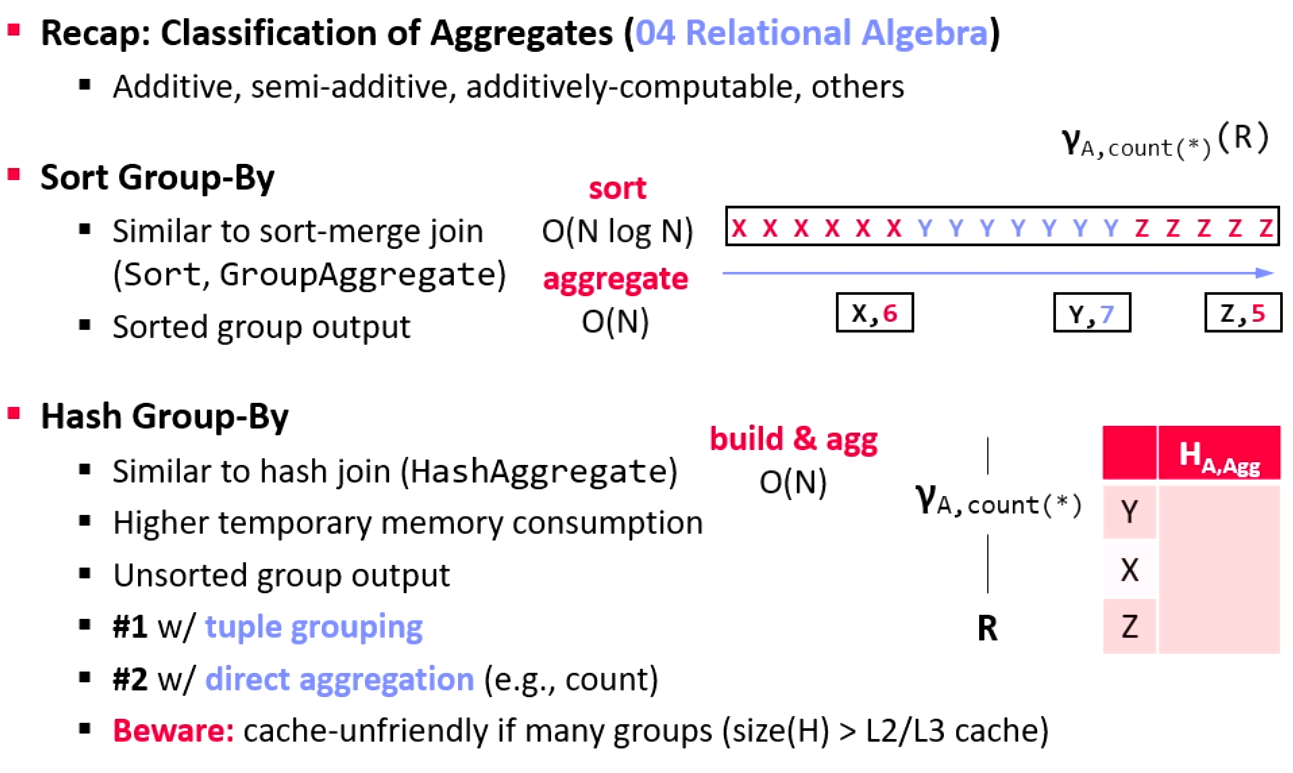 Recap: Classification of Aggregates (04 Relational Algebra)
Additive, semi-additive, additively-computable, others
γA,count(*)(R)
Sort Group-By
Similar to sort-merge join
(Sort, GroupAggregate)
Sorted group output
sort
O(N log N)
aggregate
O(N)
X X X X X X Y Y Y Y Y Y Y Z Z Z Z Z
X,6
Y,7
Z,5
Hash Group-By
Similar to hash join (HashAggregate)
Higher temporary memory consumption
Unsorted group output
#1 w/ tuple grouping
#2 w/ direct aggregation (e.g., count)
Beware: cache-unfriendly if many groups (size(H) > L2/L3 cache)
build & agg
O(N)
γA,count(*)
R
HA,Agg
Y
X
Z